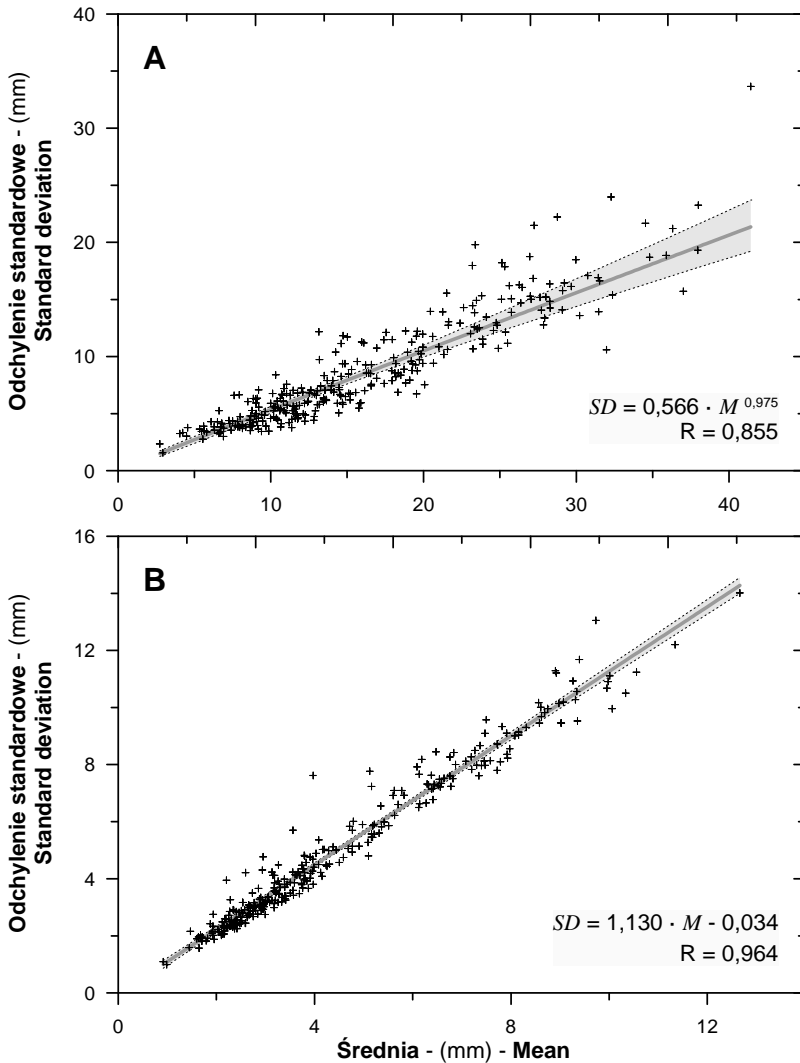 40
A
30
20
10
0
Odchylenie standardowe - (mm)
Standard deviation
SD = 0,566 · M 0,975
R = 0,855
0 10 20 30 40
16
B
12
8
4
0
Odchylenie standardowe - (mm)
Standard deviation
SD = 1,130 · M - 0,034
R = 0,964
0 4 8 12
Średnia - (mm) - Mean